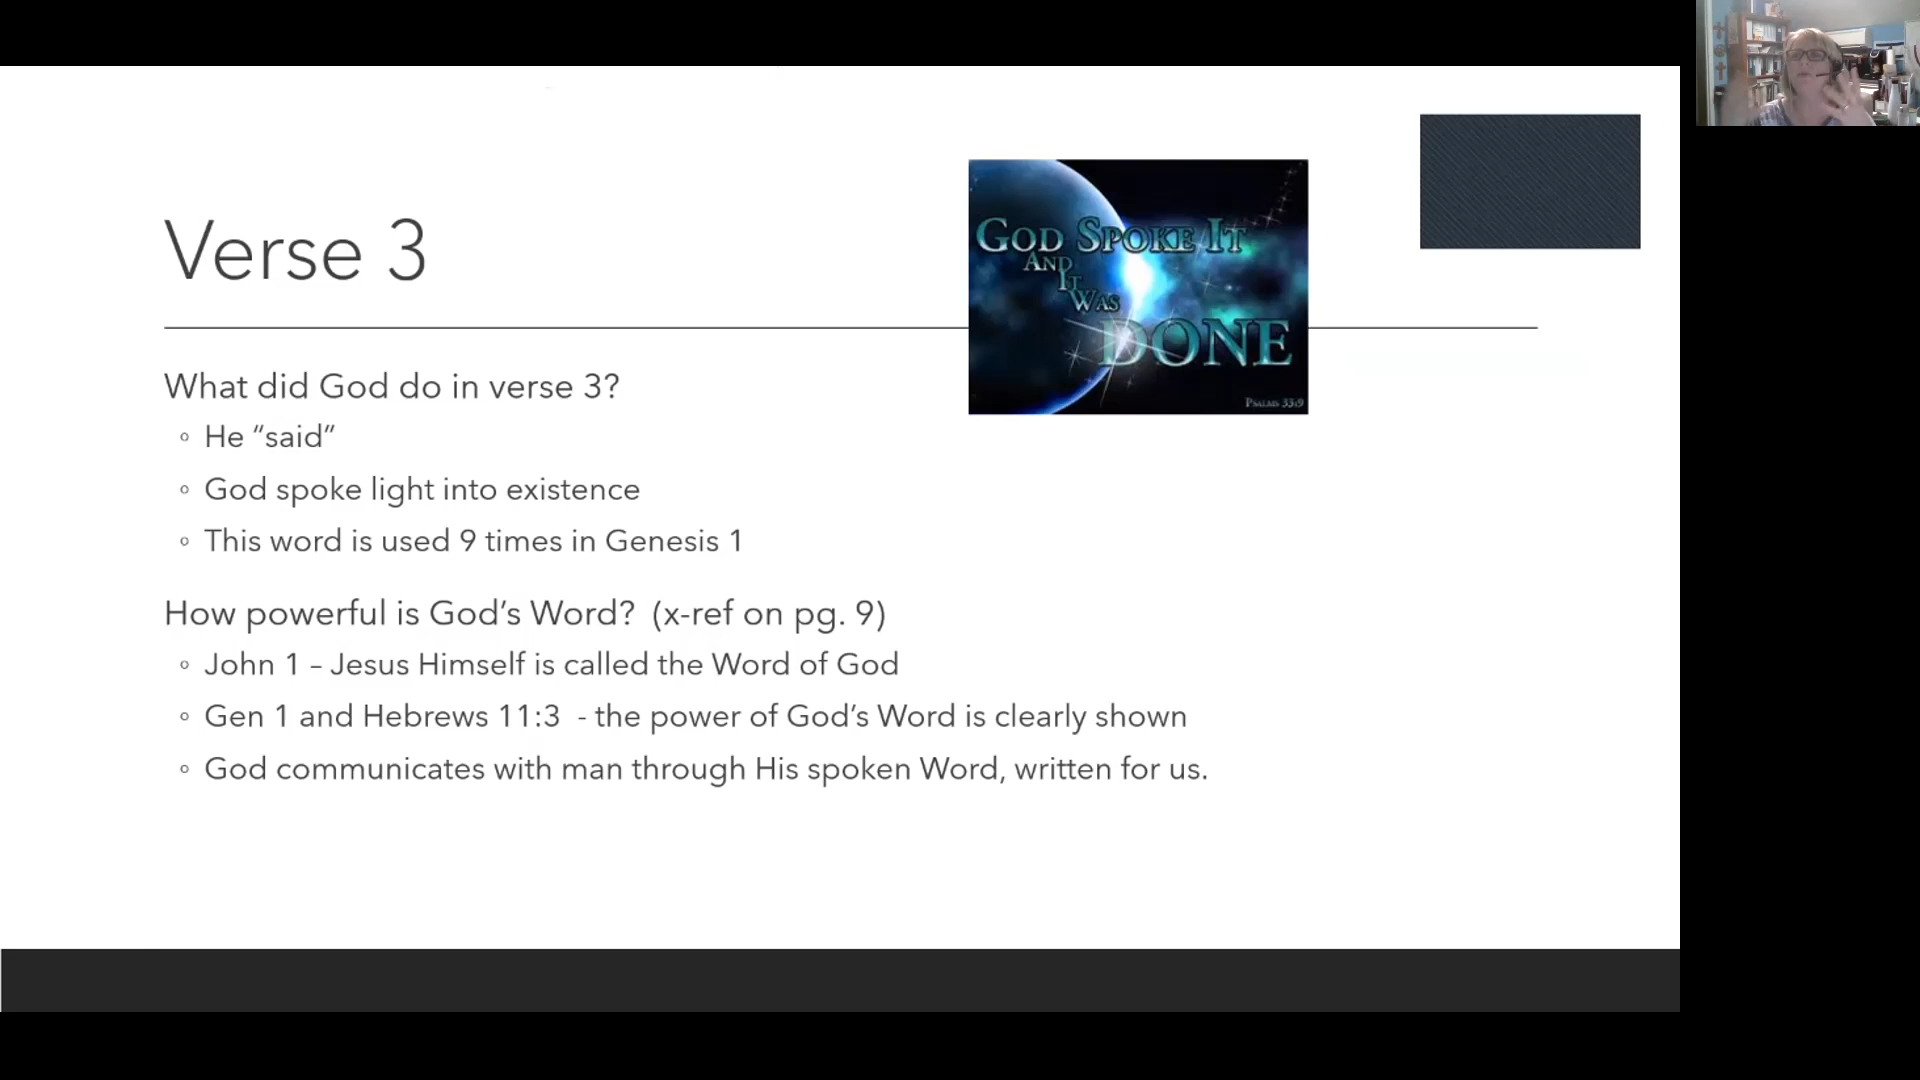 Verse 3
GOD SPOKE IT
AND
IT
WAS
DONE
PSALMS 33:9
What did God do in verse 3?
◦ He “said”
◦ God spoke light into existence
◦ This word is used 9 times in Genesis 1
How powerful is God’s Word? (x-ref on pg. 9)
◦ John 1 – Jesus Himself is called the Word of God
◦ Gen 1 and Hebrews 11:3 - the power of God’s Word is clearly shown
◦ God communicates with man through His spoken Word, written for us.